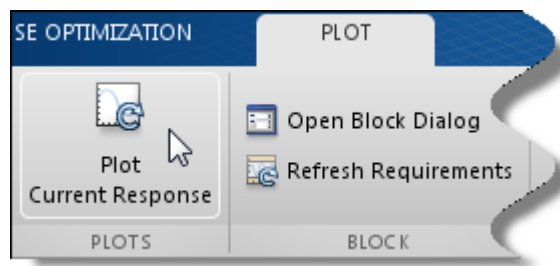 SE OPTIMIZATION
PLOT
Plot
Current Response
Open Block Dialog
Refresh Requirements
PLOTS
BLOCK